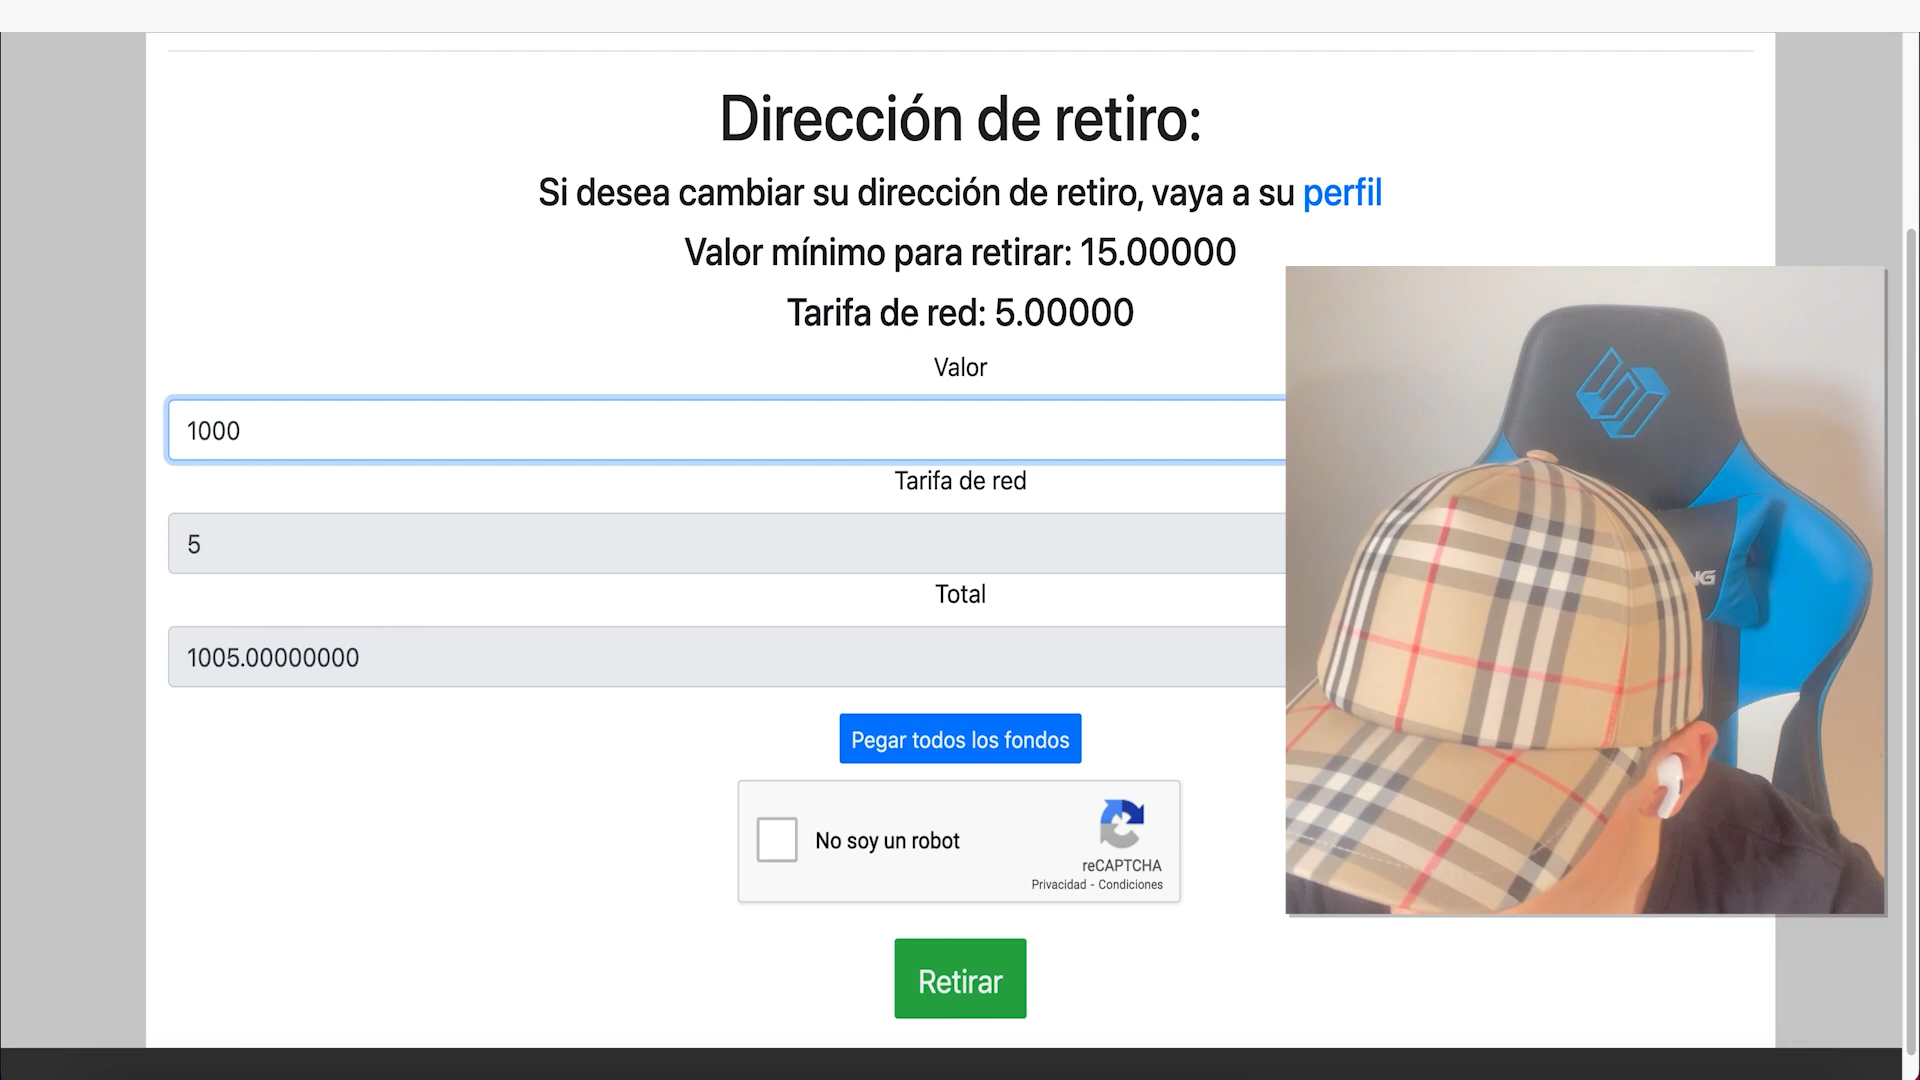 Dirección de retiro:
Si desea cambiar su dirección de retiro, vaya a su perfil
Valor mínimo para retirar: 15.00000
Tarifa de red: 5.00000
Valor
1000
Tarifa de red
5
Total
1005.00000000
Pegar todos los fondos
No soy un robot
reCAPTCHA
Privacidad - Condiciones
Retirar